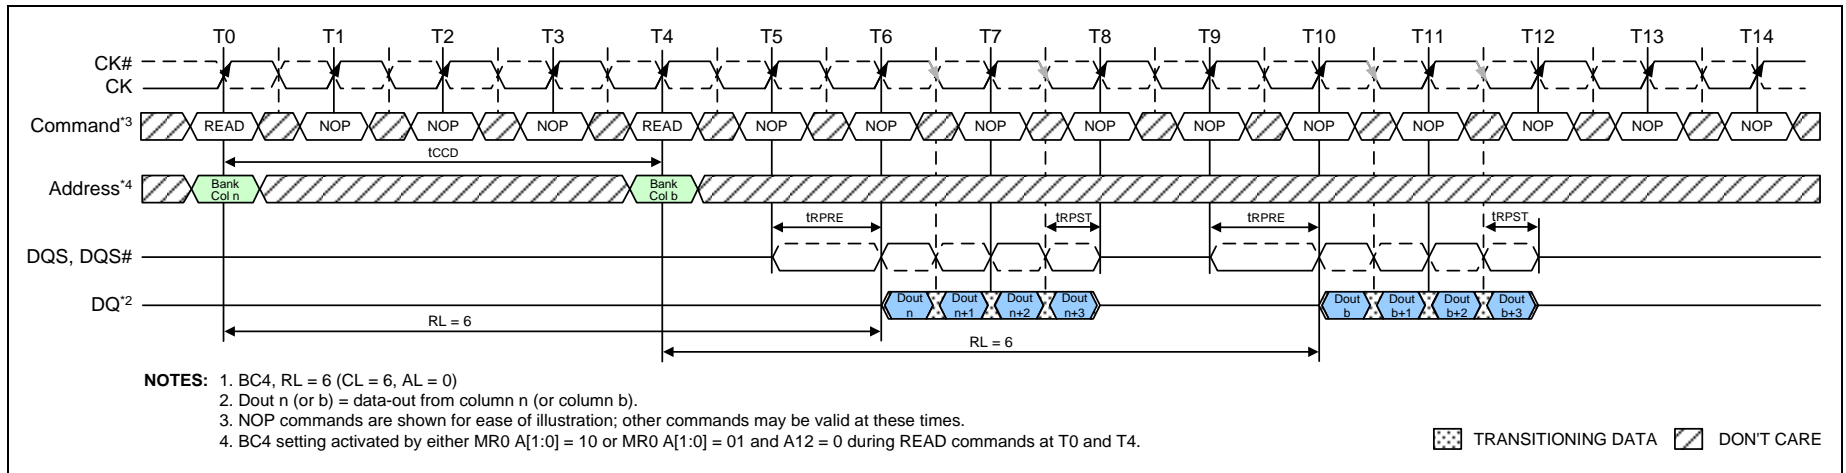 T0 T1 T2 T3 T4 T5 T6 T7 T8 T9 T10 T11 T12 T13 T14
CK#
CK
Command*3 READ NOP NOP NOP READ NOP NOP NOP NOP NOP NOP NOP NOP NOP NOP
tCCD
Address*4 Bank Col n Bank Col b
tRPRE tRPST tRPRE tRPST
DQS, DQS#
DQ*2 Dout n Dout n+1 Dout n+2 Dout n+3 Dout b Dout b+1 Dout b+2 Dout b+3
RL = 6
RL = 6
NOTES: 1. BC4, RL = 6 (CL = 6, AL = 0)
2. Dout n (or b) = data-out from column n (or column b).
3. NOP commands are shown for ease of illustration; other commands may be valid at these times.
4. BC4 setting activated by either MR0 A[1:0] = 10 or MR0 A[1:0] = 01 and A12 = 0 during READ commands at T0 and T4.
TRANSITIONING DATA DON'T CARE